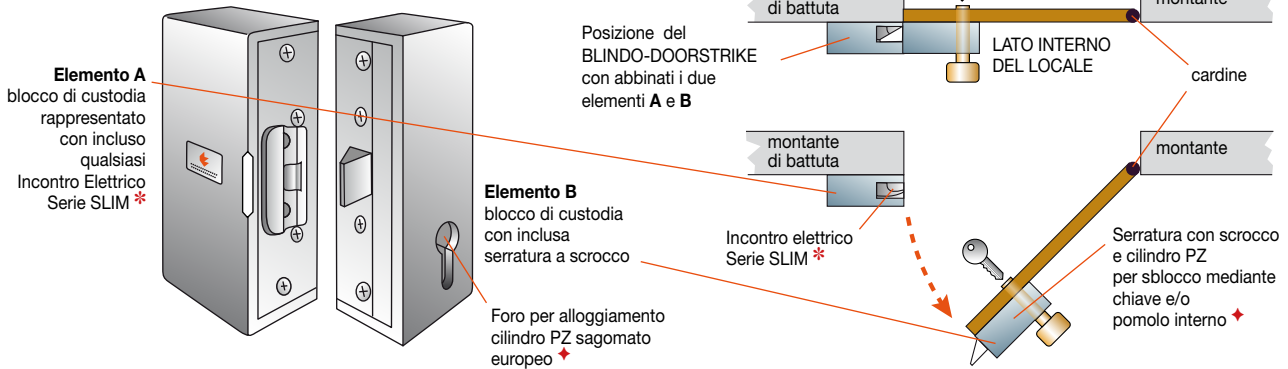 Elemento A
blocco di custodia
rappresentato
con incluso
qualsiasi
Incontro Elettrico
Serie SLIM *
Elemento B
blocco di custodia
con inclusa
serratura a scrocco
Foro per alloggiamento
cilindro PZ sagomato
europeo ✦
Posizione del
BLINDO-DOORSTRIKE
con abbinati i due
elementi A e B
di battuta
montante
LATO INTERNO
DEL LOCALE
cardine
montante
di battuta
montante
Incontro elettrico
Serie SLIM *
Serratura con scrocco
e cilindro PZ
per sblocco mediante
chiave e/o
pomolo interno ✦